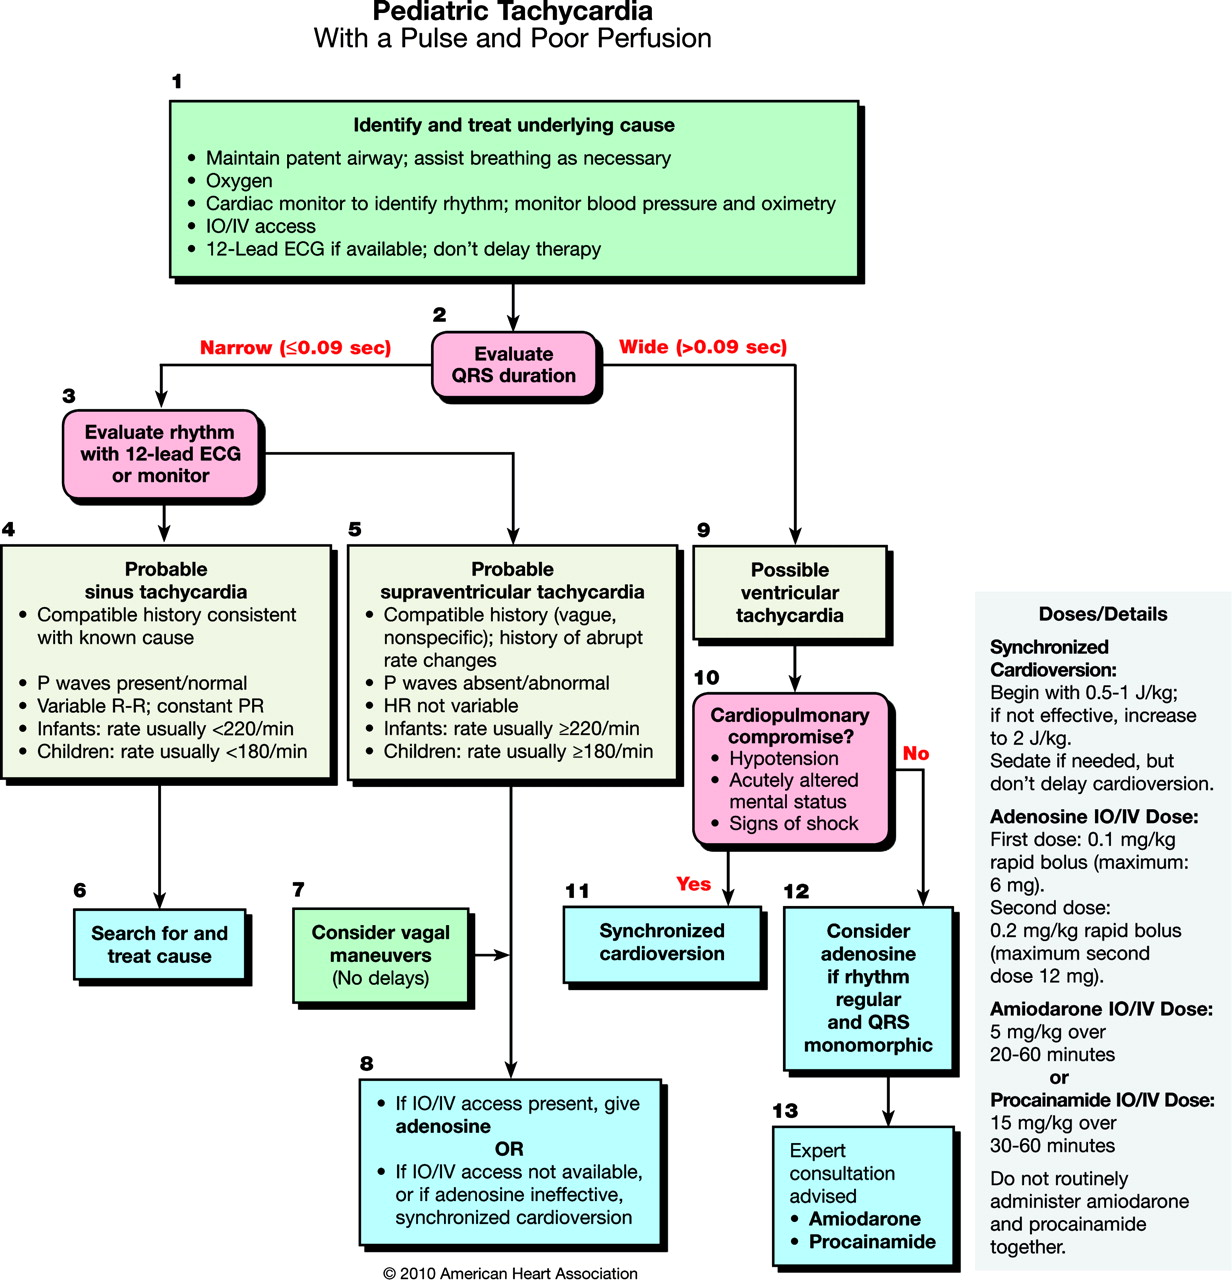 Pediatric Tachycardia
With a Pulse and Poor Perfusion
1
Identify and treat underlying cause
• Maintain patent airway; assist breathing as necessary
• Oxygen
• Cardiac monitor to identify rhythm; monitor blood pressure and oximetry
• IO/IV access
• 12-Lead ECG if available; don’t delay therapy
2
Evaluate
QRS duration
Narrow (≤0.09 sec)
Wide (>0.09 sec)
3
Evaluate rhythm
with 12-lead ECG
or monitor
4
Probable
sinus tachycardia
• Compatible history consistent
with known cause
• P waves present/normal
• Variable R-R; constant PR
• Infants: rate usually <220/min
• Children: rate usually <180/min
5
Probable
supraventricular tachycardia
• Compatible history (vague,
nonspecific); history of abrupt
rate changes
• P waves absent/abnormal
• HR not variable
• Infants: rate usually ≥220/min
• Children: rate usually ≥180/min
9
Possible
ventricular
tachycardia
10
Cardiopulmonary
compromise?
• Hypotension
• Acutely altered
mental status
• Signs of shock
No
Yes
6
Search for and
treat cause
7
Consider vagal
maneuvers
(No delays)
8
• If IO/IV access present, give
adenosine
OR
• If IO/IV access not available,
or if adenosine ineffective,
synchronized cardioversion
11
Synchronized
cardioversion
12
Consider
adenosine
if rhythm
regular
and QRS
monomorphic
13
Expert
consultation
advised
• Amiodarone
• Procainamide
Doses/Details
Synchronized
Cardioversion:
Begin with 0.5-1 J/kg;
if not effective, increase
to 2 J/kg.
Sedate if needed, but
don’t delay cardioversion.
Adenosine IO/IV Dose:
First dose: 0.1 mg/kg
rapid bolus (maximum:
6 mg).
Second dose:
0.2 mg/kg rapid bolus
(maximum second
dose 12 mg).
Amiodarone IO/IV Dose:
5 mg/kg over
20-60 minutes
or
Procainamide IO/IV Dose:
15 mg/kg over
30-60 minutes
Do not routinely
administer amiodarone
and procainamide
together.
© 2010 American Heart Association